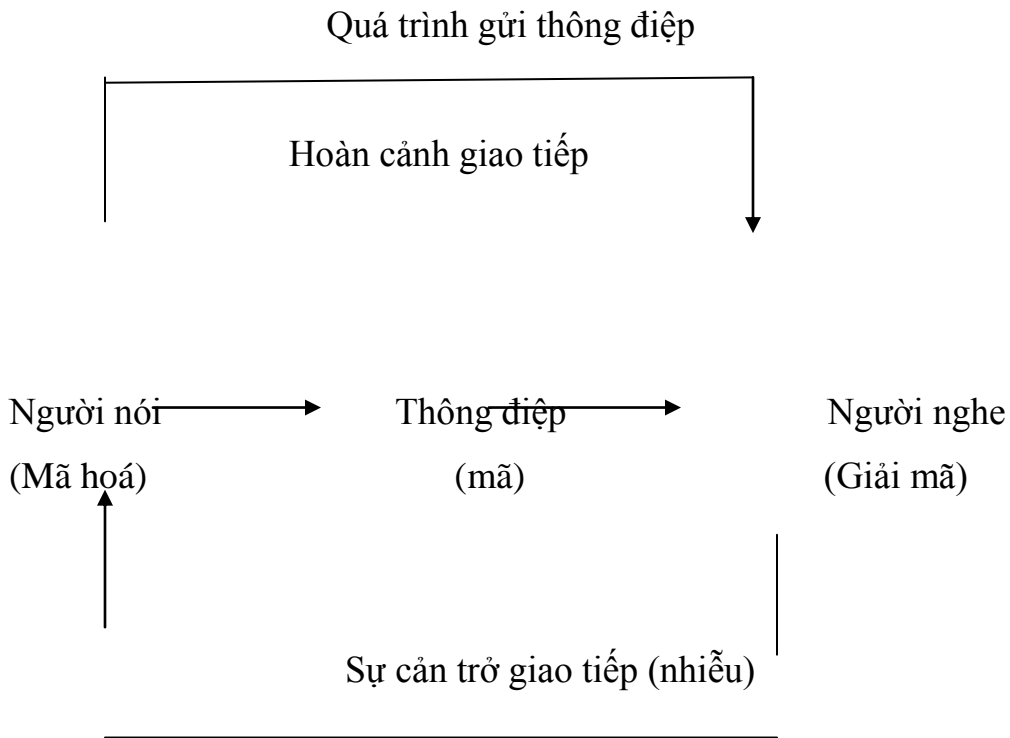 Quá trình gửi thông điệp
Hoàn cảnh giao tiếp
Người nói Thông điệp Người nghe
(Mã hoá) (mã) (Giải mã)
Sự cản trở giao tiếp (nhiễu)